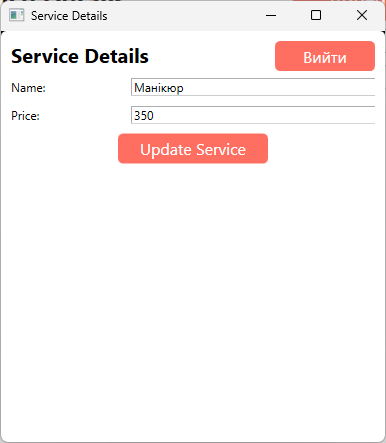 Service Details
Service Details
Вийти
Name:
Манікюр
Price:
350
Update Service